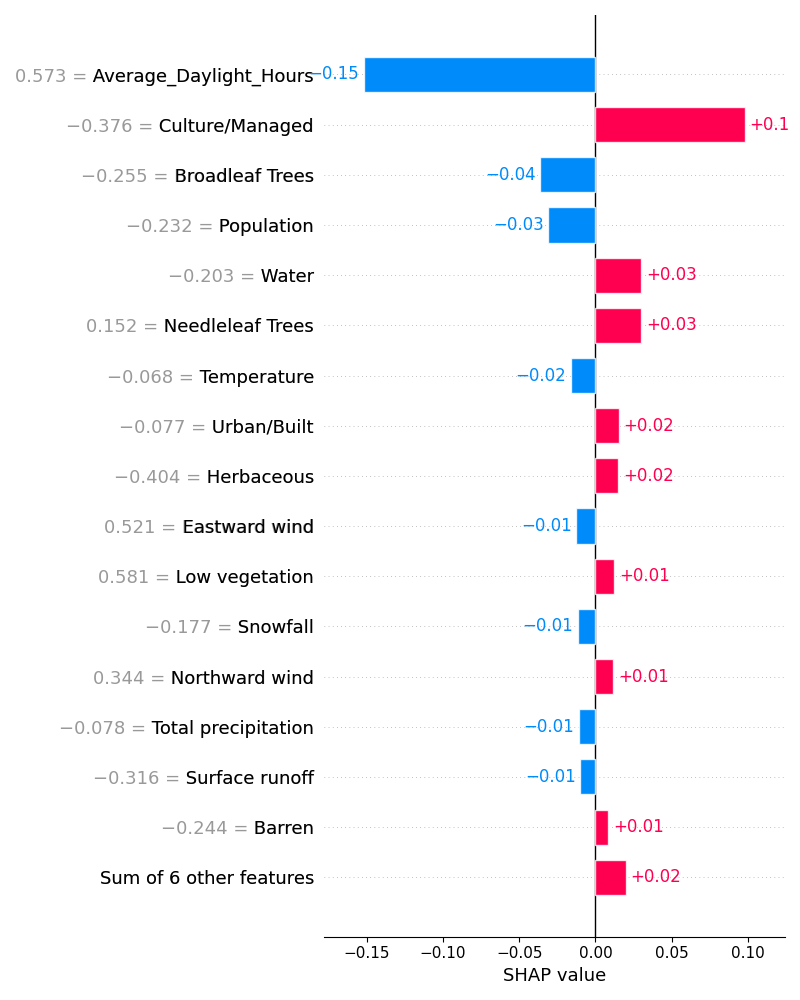 0.573 = Average_Daylight_Hours −0.15
−0.376 = Culture/Managed +0.1
−0.255 = Broadleaf Trees −0.04
−0.232 = Population −0.03
−0.203 = Water +0.03
0.152 = Needleleaf Trees +0.03
−0.068 = Temperature −0.02
−0.077 = Urban/Built +0.02
−0.404 = Herbaceous +0.02
0.521 = Eastward wind −0.01
0.581 = Low vegetation +0.01
−0.177 = Snowfall −0.01
0.344 = Northward wind +0.01
−0.078 = Total precipitation −0.01
−0.316 = Surface runoff −0.01
−0.244 = Barren +0.01
Sum of 6 other features +0.02
−0.15 −0.10 −0.05 0.00 0.05 0.10
SHAP value